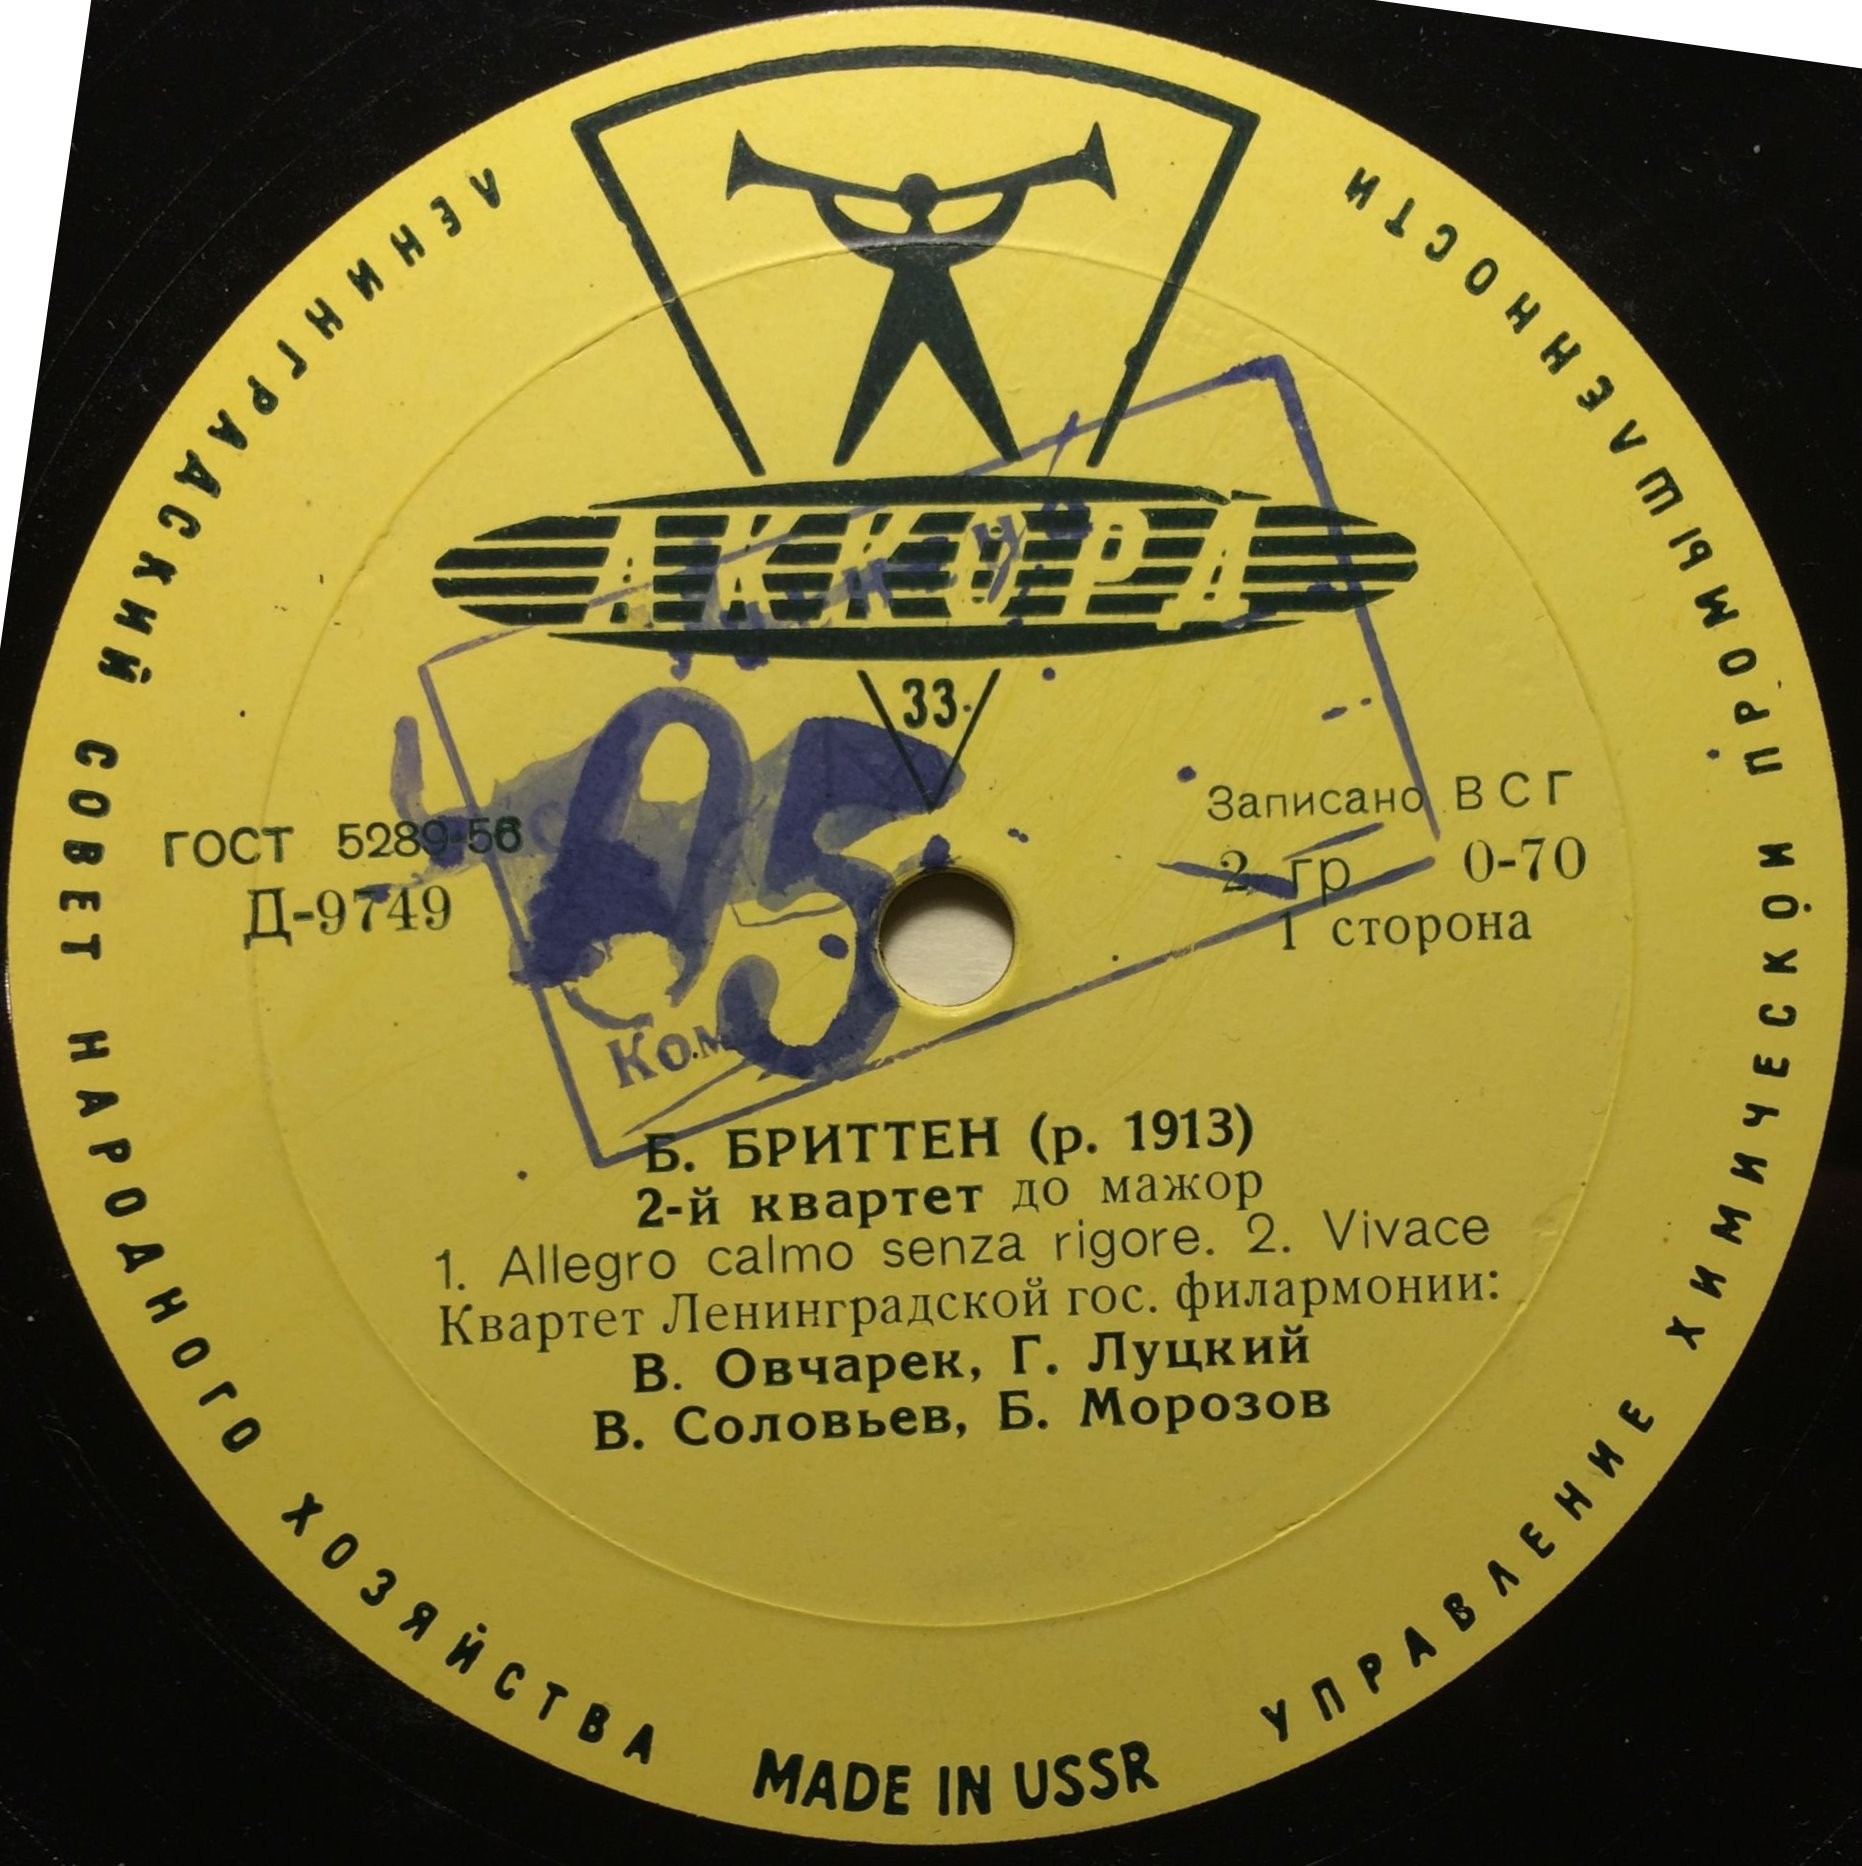 ЛЕНИНГРАДСКИЙ СОВЕТ НАРОДНОГО ХОЗЯЙСТВА
УПРАВЛЕНИЕ ХИМИЧЕСКОЙ ПРОМЫШЛЕННОСТИ
АККОРД
33
ГОСТ 5289-56
Д-9749
Записано ВСГ
2 гр 0-70
1 сторона
95
Ком
Б. БРИТТЕН (р. 1913)
2-й квартет до мажор
1. Allegro calmo senza rigore. 2. Vivace
Квартет Ленинградской гос. филармонии:
В. Овчарек, Г. Луцкий
В. Соловьев, Б. Морозов
MADE IN USSR